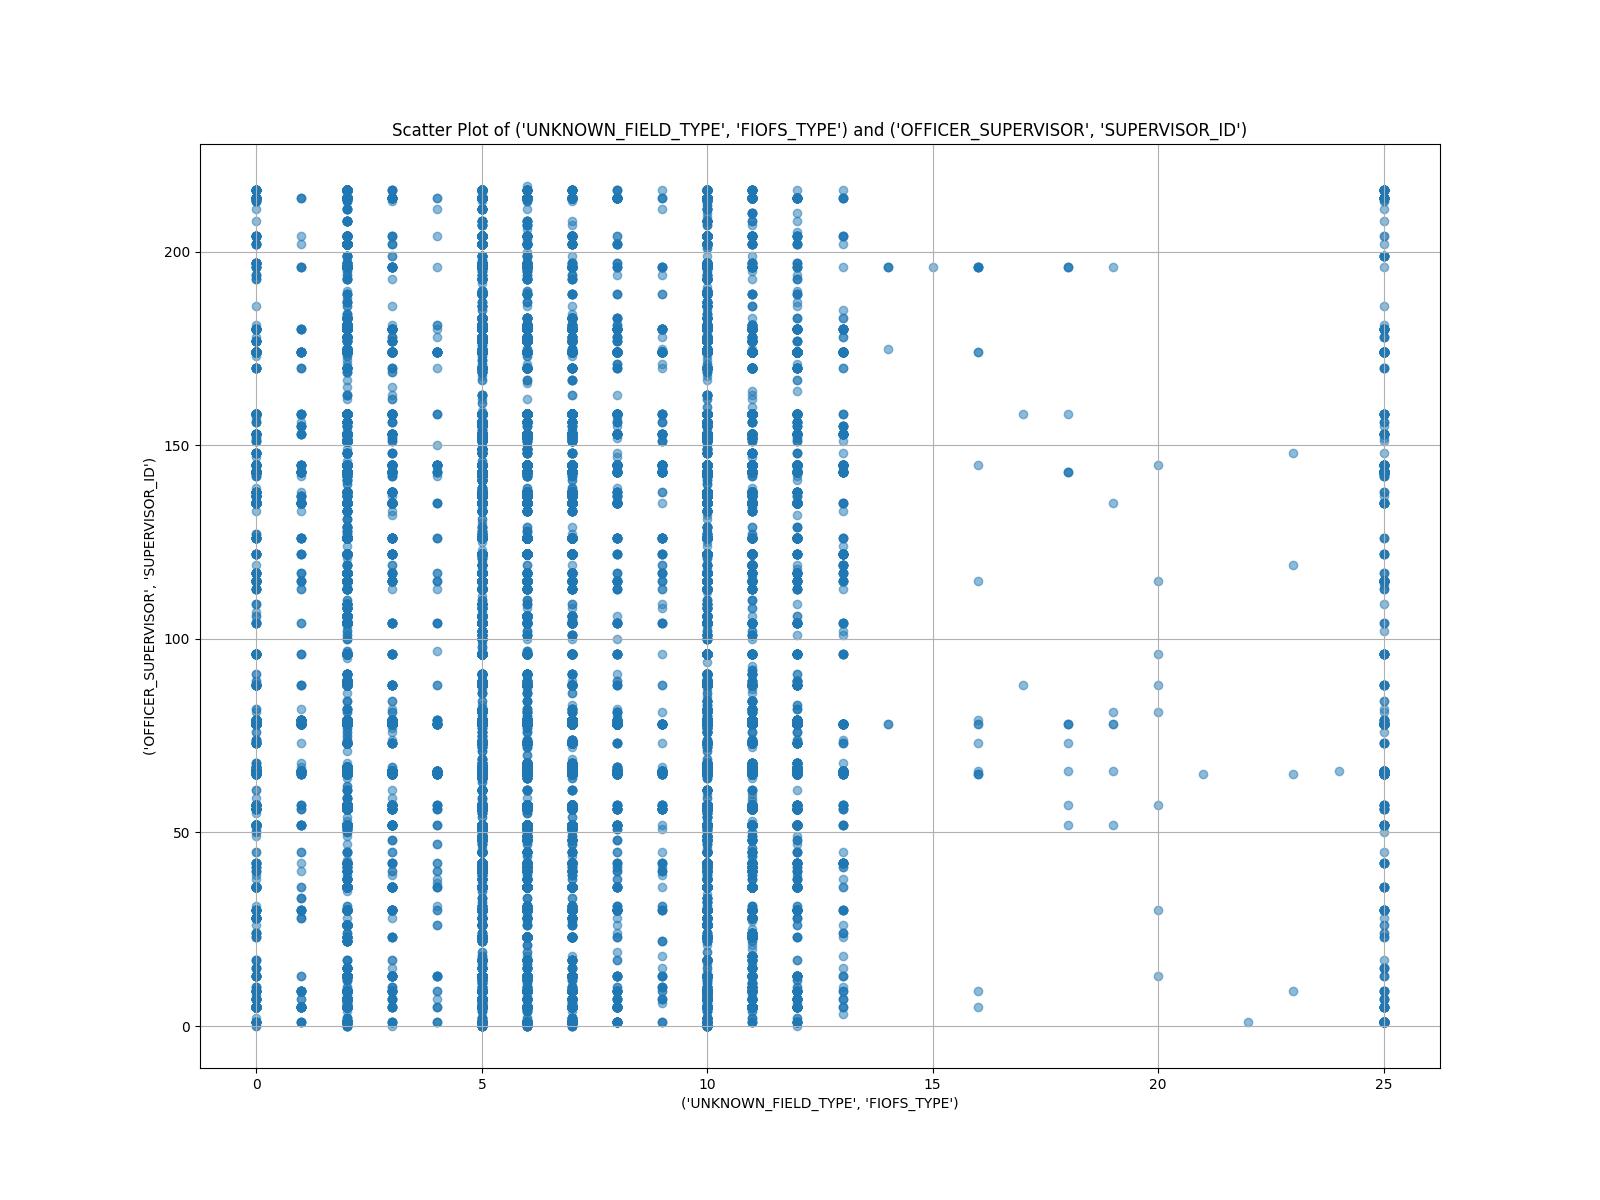 Scatter Plot of ('UNKNOWN_FIELD_TYPE', 'FIOFS_TYPE') and ('OFFICER_SUPERVISOR', 'SUPERVISOR_ID')
('OFFICER_SUPERVISOR', 'SUPERVISOR_ID')
200
150
100
50
0
0 5 10 15 20 25
('UNKNOWN_FIELD_TYPE', 'FIOFS_TYPE')